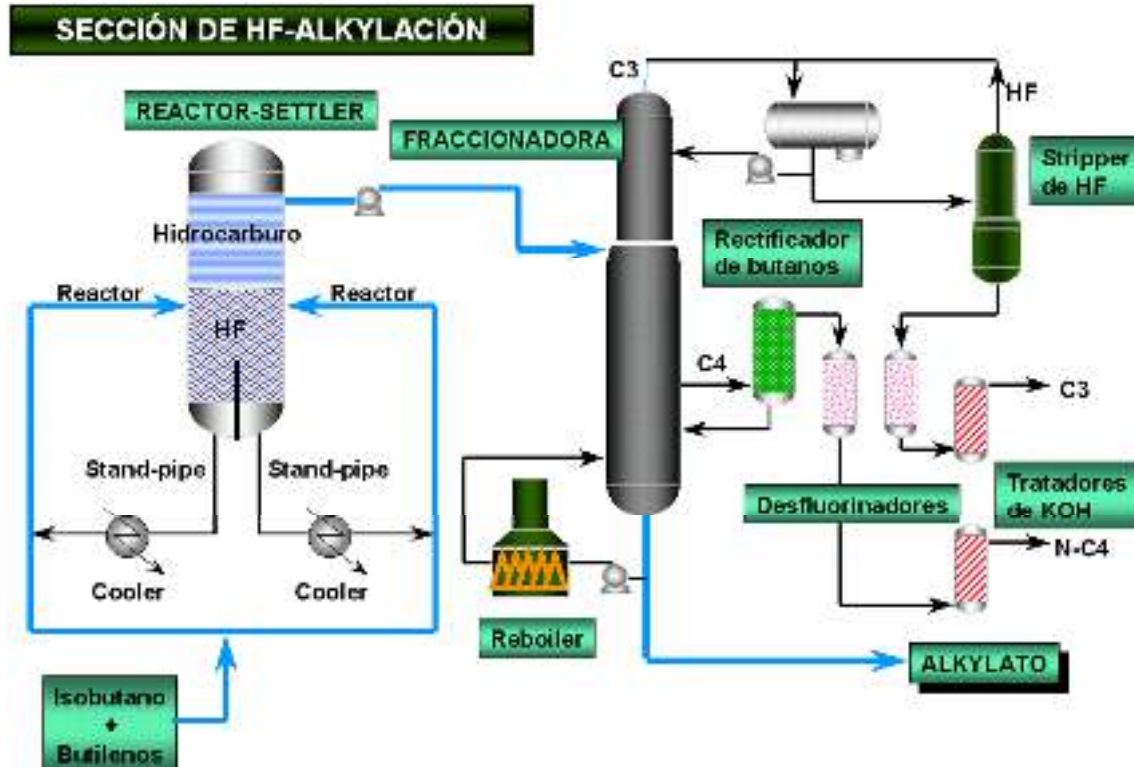 SECCIÓN DE HF-ALKYLACIÓN
REACTOR-SETTLER
C3
FRACCIONADORA
HF
Stripper
de HF
Hidrocarburo
Rectificador
de butanos
Reactor
Reactor
HF
C4
C3
Stand-pipe
Stand-pipe
Desfluorinadores
Tratadores
de KOH
N-C4
Cooler
Cooler
Reboiler
ALKYLATO
Isobutano
+
Butilenos